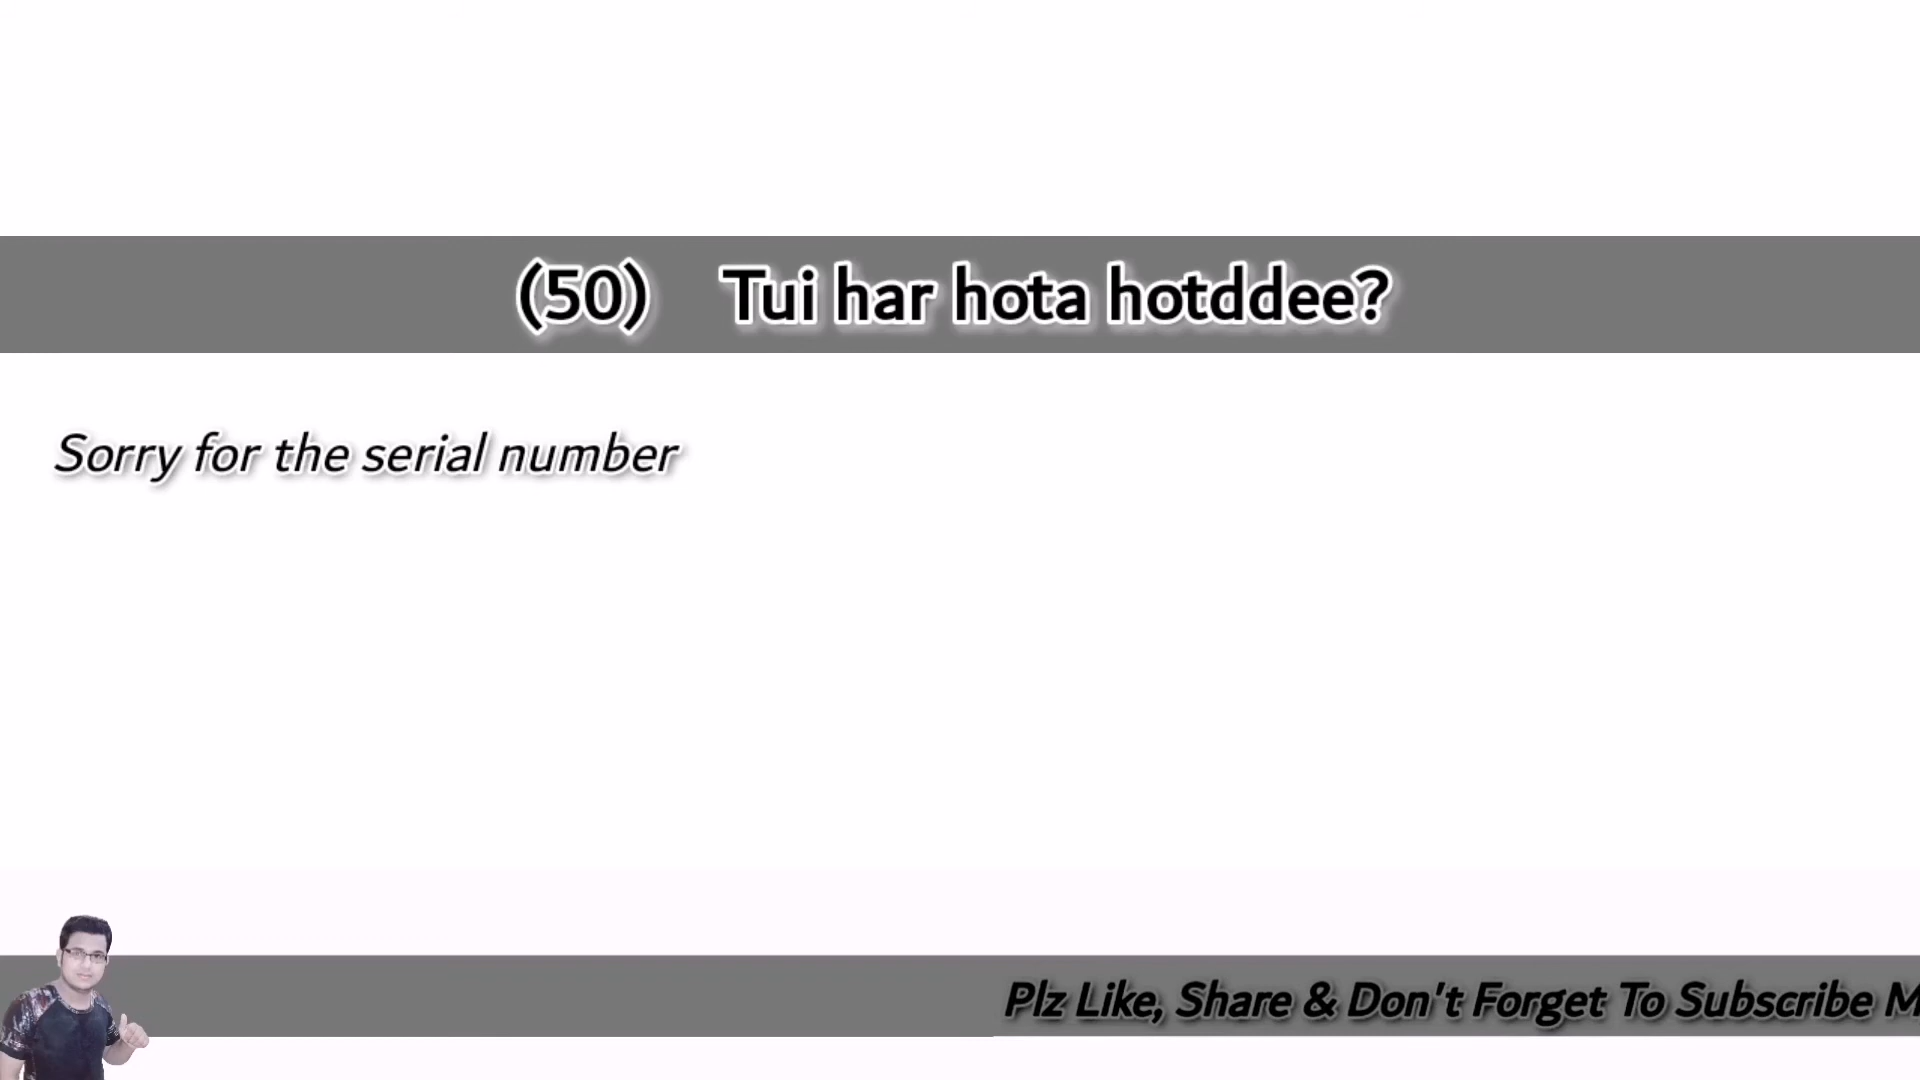 (50) Tui har hota hotddee?
Sorry for the serial number
Plz Like, Share & Don't Forget To Subscribe M